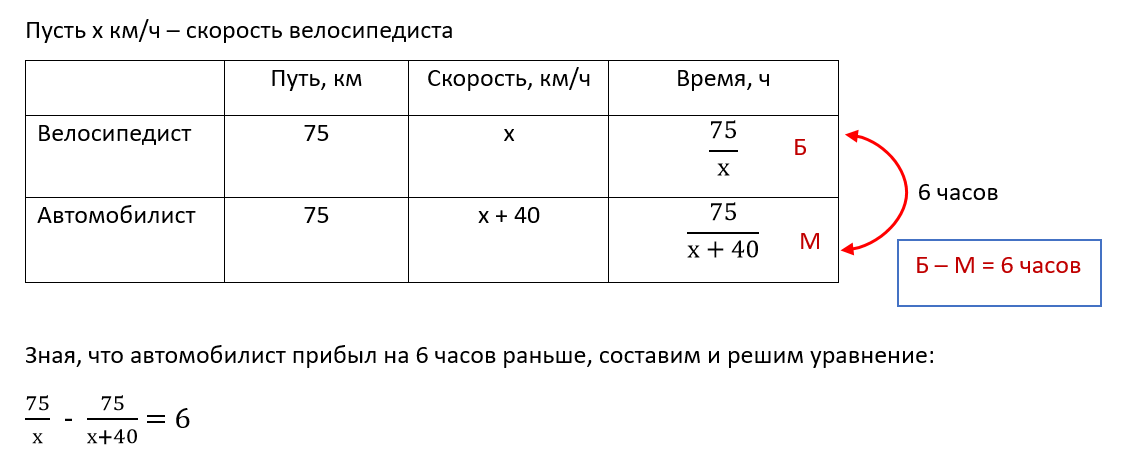 Пусть х км/ч – скорость велосипедиста
Путь, км Скорость, км/ч Время, ч
Велосипедист 75 х 75/х Б
Автомобилист 75 х + 40 75/(х + 40) М
6 часов
Б – М = 6 часов
Зная, что автомобилист прибыл на 6 часов раньше, составим и решим уравнение:
75/х - 75/(х+40) = 6